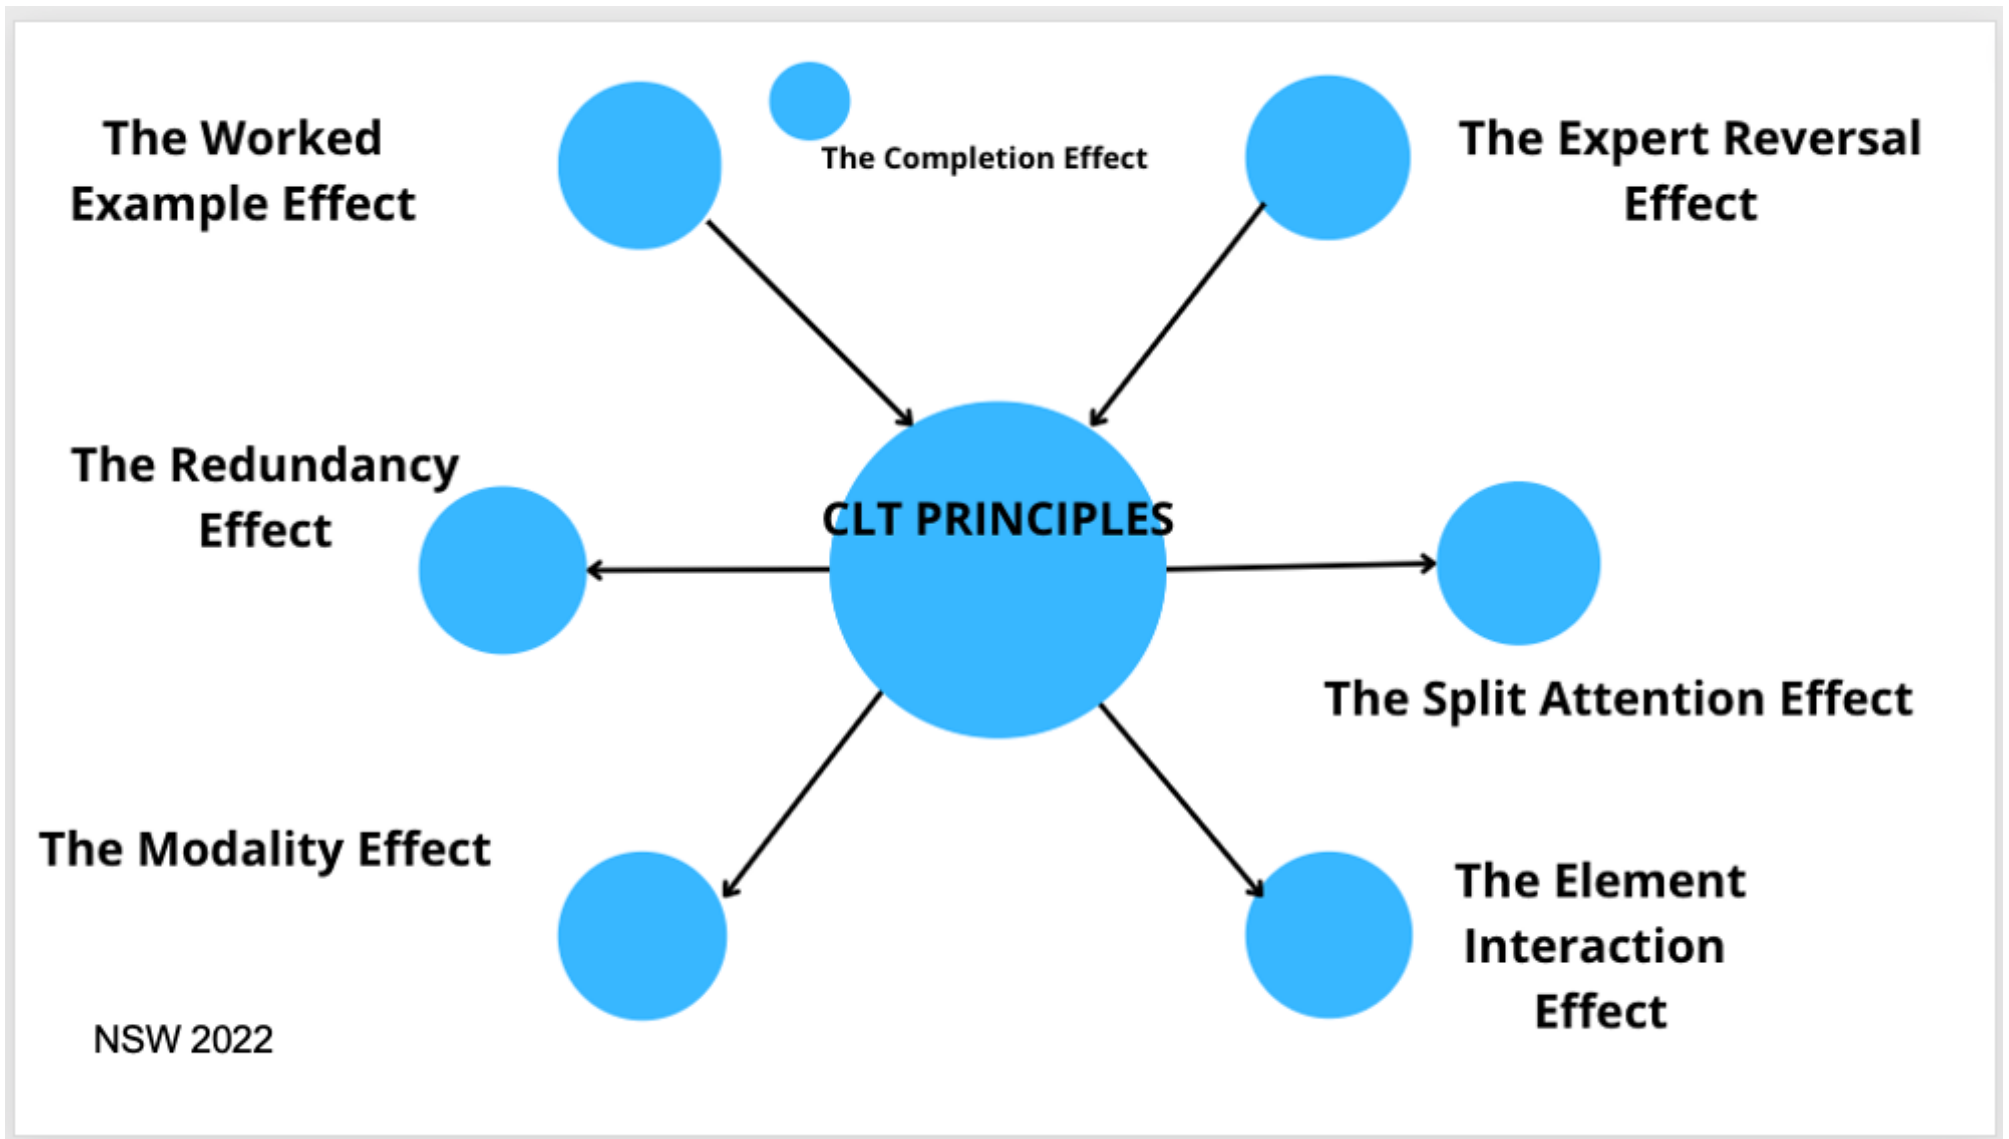 The Worked
Example Effect
The Completion Effect
The Expert Reversal
Effect
The Redundancy
Effect
CLT PRINCIPLES
The Split Attention Effect
The Modality Effect
The Element
Interaction
Effect
NSW 2022